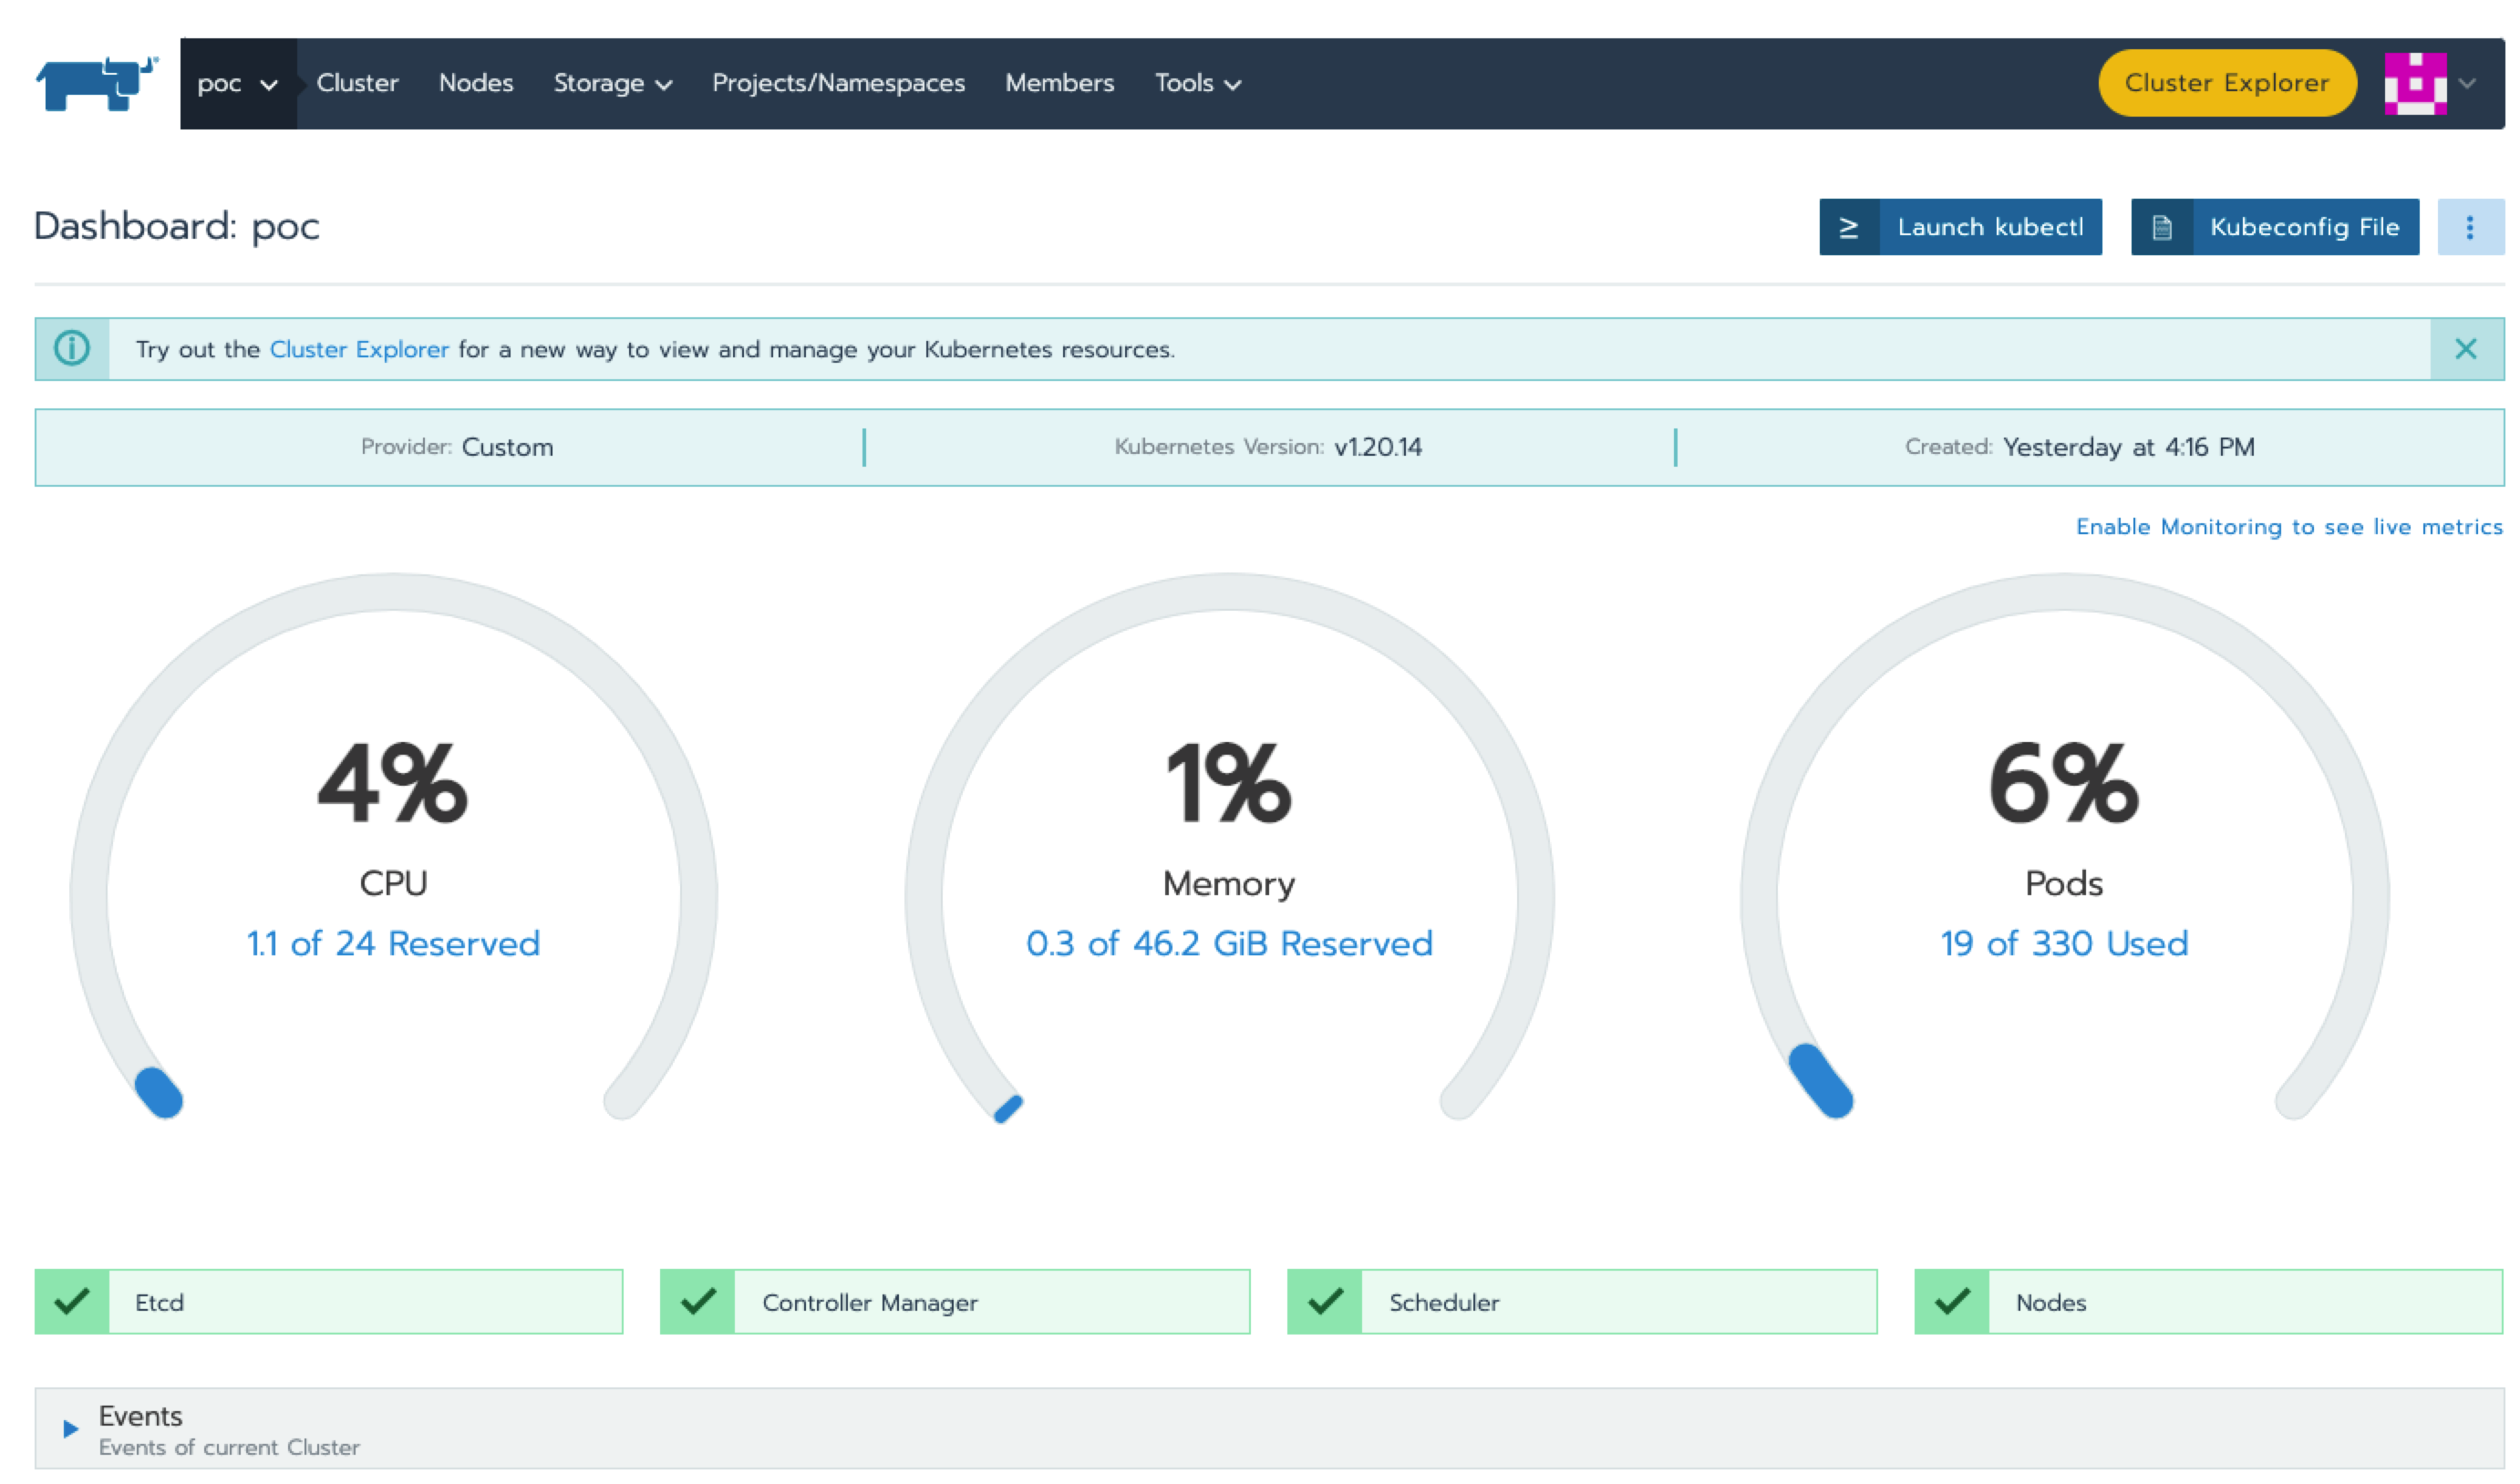 poc Cluster Nodes Storage Projects/Namespaces Members Tools Cluster Explorer
Dashboard: poc
Launch kubectl Kubeconfig File
Try out the Cluster Explorer for a new way to view and manage your Kubernetes resources.
Provider: Custom Kubernetes Version: v1.20.14 Created: Yesterday at 4:16 PM
Enable Monitoring to see live metrics
4% 1% 6%
CPU Memory Pods
1.1 of 24 Reserved 0.3 of 46.2 GiB Reserved 19 of 330 Used
Etcd Controller Manager Scheduler Nodes
Events
Events of current Cluster